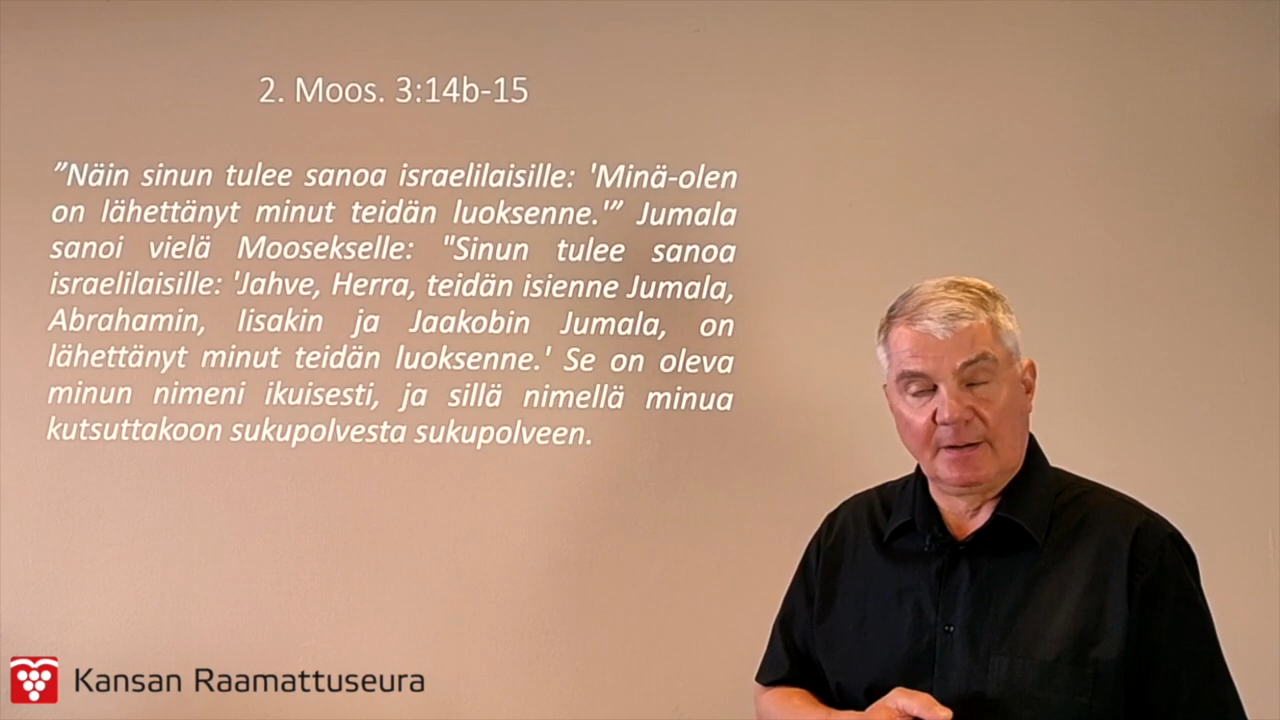 2. Moos. 3:14b-15
”Näin sinun tulee sanoa israelilaisille: 'Minä-olen
on lähettänyt minut teidän luoksenne.'” Jumala
sanoi vielä Moosekselle: "Sinun tulee sanoa
israelilaisille: 'Jahve, Herra, teidän isienne Jumala,
Abrahamin, Iisakin ja Jaakobin Jumala, on
lähettänyt minut teidän luoksenne.' Se on oleva
minun nimeni ikuisesti, ja sillä nimellä minua
kutsuttakoon sukupolvesta sukupolveen.
Kansan Raamattuseura